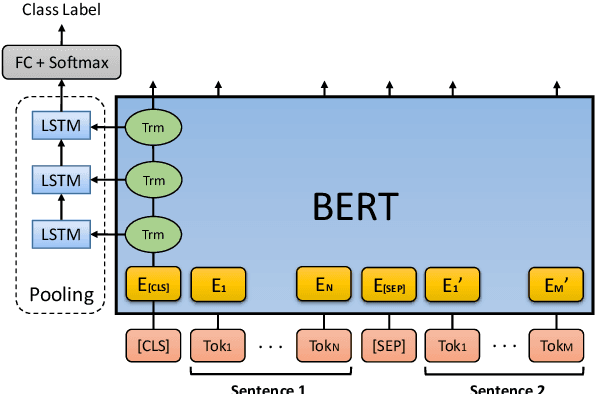 Class Label
FC + Softmax
LSTM
LSTM
LSTM
Pooling
Trm
Trm
Trm
BERT
E[CLS] E1 EN E[SEP] E1’ EM’
[CLS] Tok1 . . . TokN [SEP] Tok1 . . . TokM
Sentence 1 Sentence 2